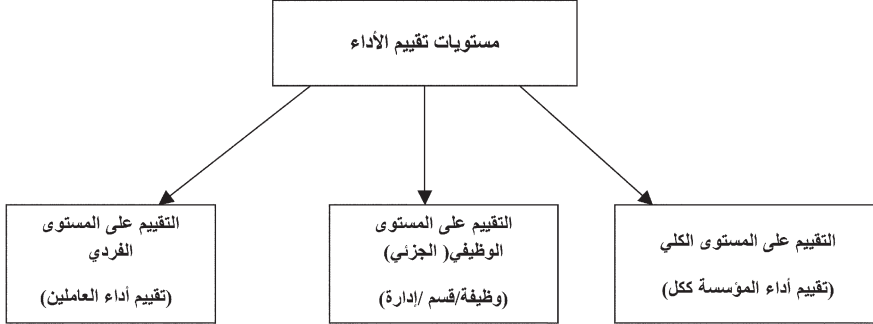 مستويات تقييم الأداء
التقييم على المستوى الكلي
(تقييم أداء المؤسسة ككل)
التقييم على المستوى
الوظيفي( الجزئي)
(وظيفة/قسم /إدارة)
التقييم على المستوى
الفردي
(تقييم أداء العاملين)